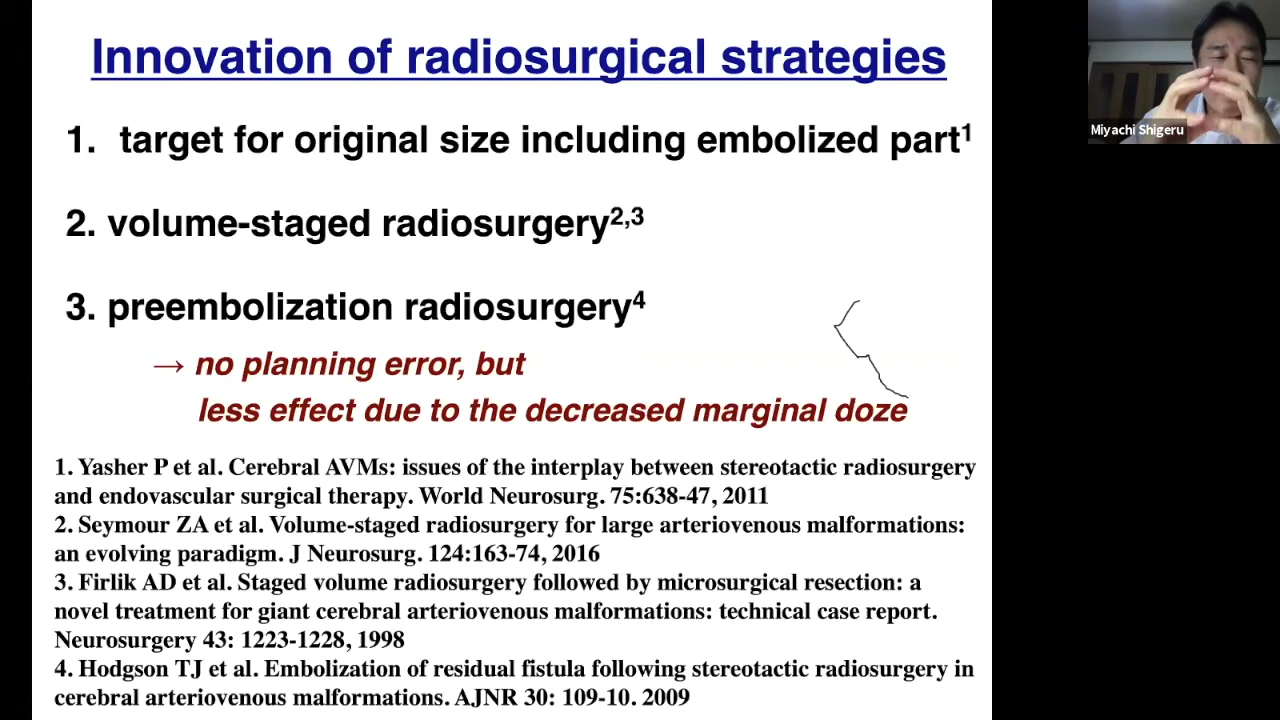 Innovation of radiosurgical strategies
1. target for original size including embolized part1
2. volume-staged radiosurgery2,3
3. preembolization radiosurgery4
→ no planning error, but
less effect due to the decreased marginal doze
1. Yasher P et al. Cerebral AVMs: issues of the interplay between stereotactic radiosurgery
and endovascular surgical therapy. World Neurosurg. 75:638-47, 2011
2. Seymour ZA et al. Volume-staged radiosurgery for large arteriovenous malformations:
an evolving paradigm. J Neurosurg. 124:163-74, 2016
3. Firlik AD et al. Staged volume radiosurgery followed by microsurgical resection: a
novel treatment for giant cerebral arteriovenous malformations: technical case report.
Neurosurgery 43: 1223-1228, 1998
4. Hodgson TJ et al. Embolization of residual fistula following stereotactic radiosurgery in
cerebral arteriovenous malformations. AJNR 30: 109-10. 2009
Miyachi Shigeru